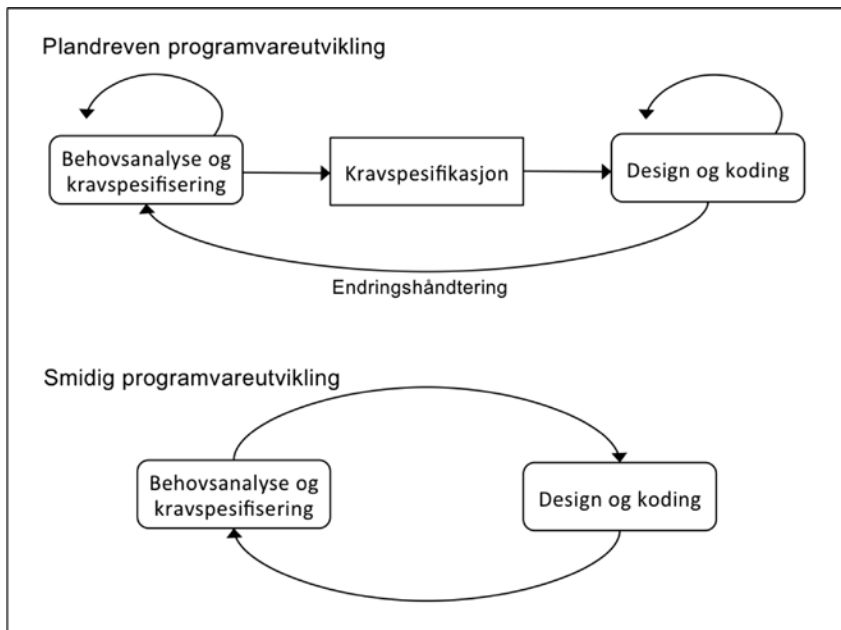 Plandreven programvareutvikling
Behovsanalyse og
kravspesifisering
Kravspesifikasjon
Design og koding
Endringshåndtering
Smidig programvareutvikling
Behovsanalyse og
kravspesifisering
Design og koding